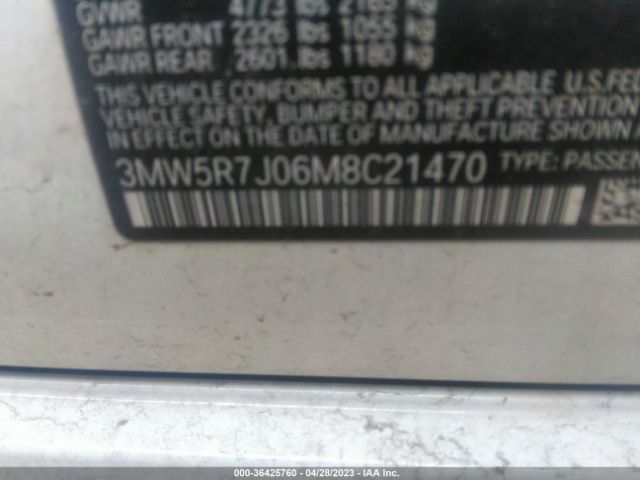 GVWR 4773 lbs 2165 kg
GAWR FRONT 2326 lbs 1055 kg
GAWR REAR 2601 lbs 1180 kg
THIS VEHICLE CONFORMS TO ALL APPLICABLE U.S.FE
VEHICLE SAFETY, BUMPER AND THEFT PREVENTION
IN EFFECT ON THE DATE OF MANUFACTURE SHOWN
3MW5R7J06M8C21470 TYPE: PASSEN
000-36425760 - 04/28/2023 - IAA Inc.